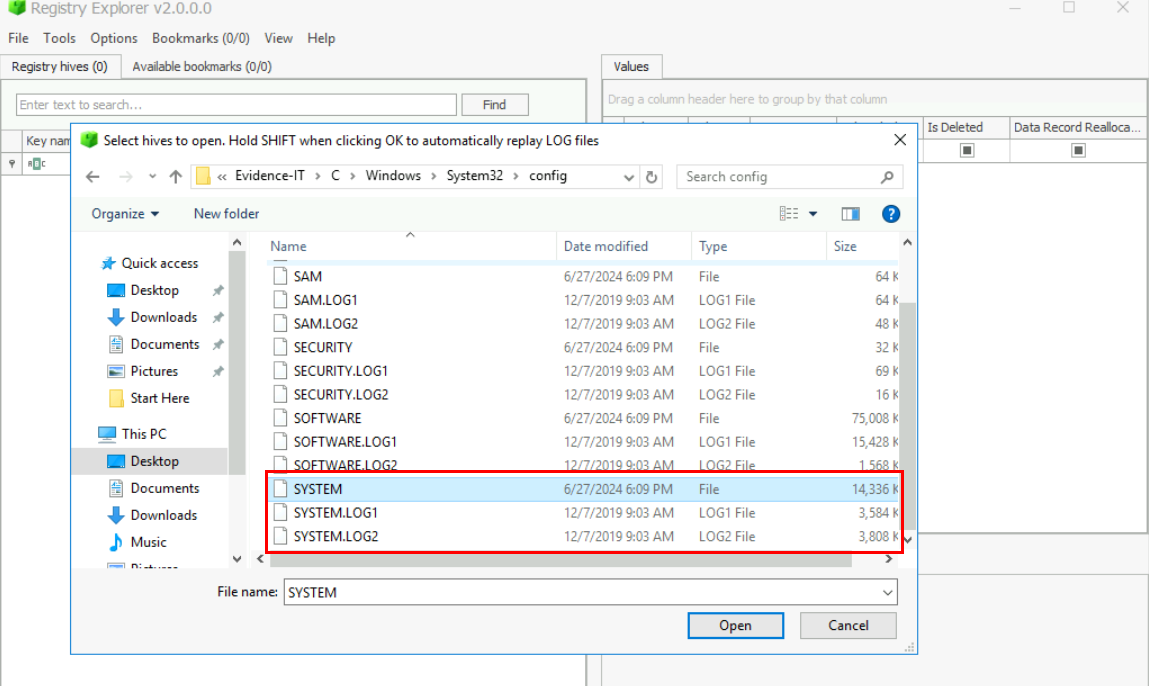 Registry Explorer v2.0.0.0
File Tools Options Bookmarks (0/0) View Help
Registry hives (0) Available bookmarks (0/0)
Values
Enter text to search... Find
Drag a column header here to group by that column
Key nam
Is Deleted Data Record Realloca...
Select hives to open. Hold SHIFT when clicking OK to automatically replay LOG files
« Evidence-IT > C > Windows > System32 > config
Search config
Organize New folder
Name Date modified Type Size
SAM 6/27/2024 6:09 PM File 64 K
SAM.LOG1 12/7/2019 9:03 AM LOG1 File 64 K
SAM.LOG2 12/7/2019 9:03 AM LOG2 File 48 K
SECURITY 6/27/2024 6:09 PM File 32 K
SECURITY.LOG1 12/7/2019 9:03 AM LOG1 File 69 K
SECURITY.LOG2 12/7/2019 9:03 AM LOG2 File 16 K
SOFTWARE 6/27/2024 6:09 PM File 75,008 K
SOFTWARE.LOG1 12/7/2019 9:03 AM LOG1 File 15,428 K
SOFTWARE.LOG2 12/7/2019 9:03 AM LOG2 File 1,568 K
SYSTEM 6/27/2024 6:09 PM File 14,336 K
SYSTEM.LOG1 12/7/2019 9:03 AM LOG1 File 3,584 K
SYSTEM.LOG2 12/7/2019 9:03 AM LOG2 File 3,808 K
Quick access
Desktop
Downloads
Documents
Pictures
Start Here
This PC
Desktop
Documents
Downloads
Music
Pictures
File name: SYSTEM
Open Cancel